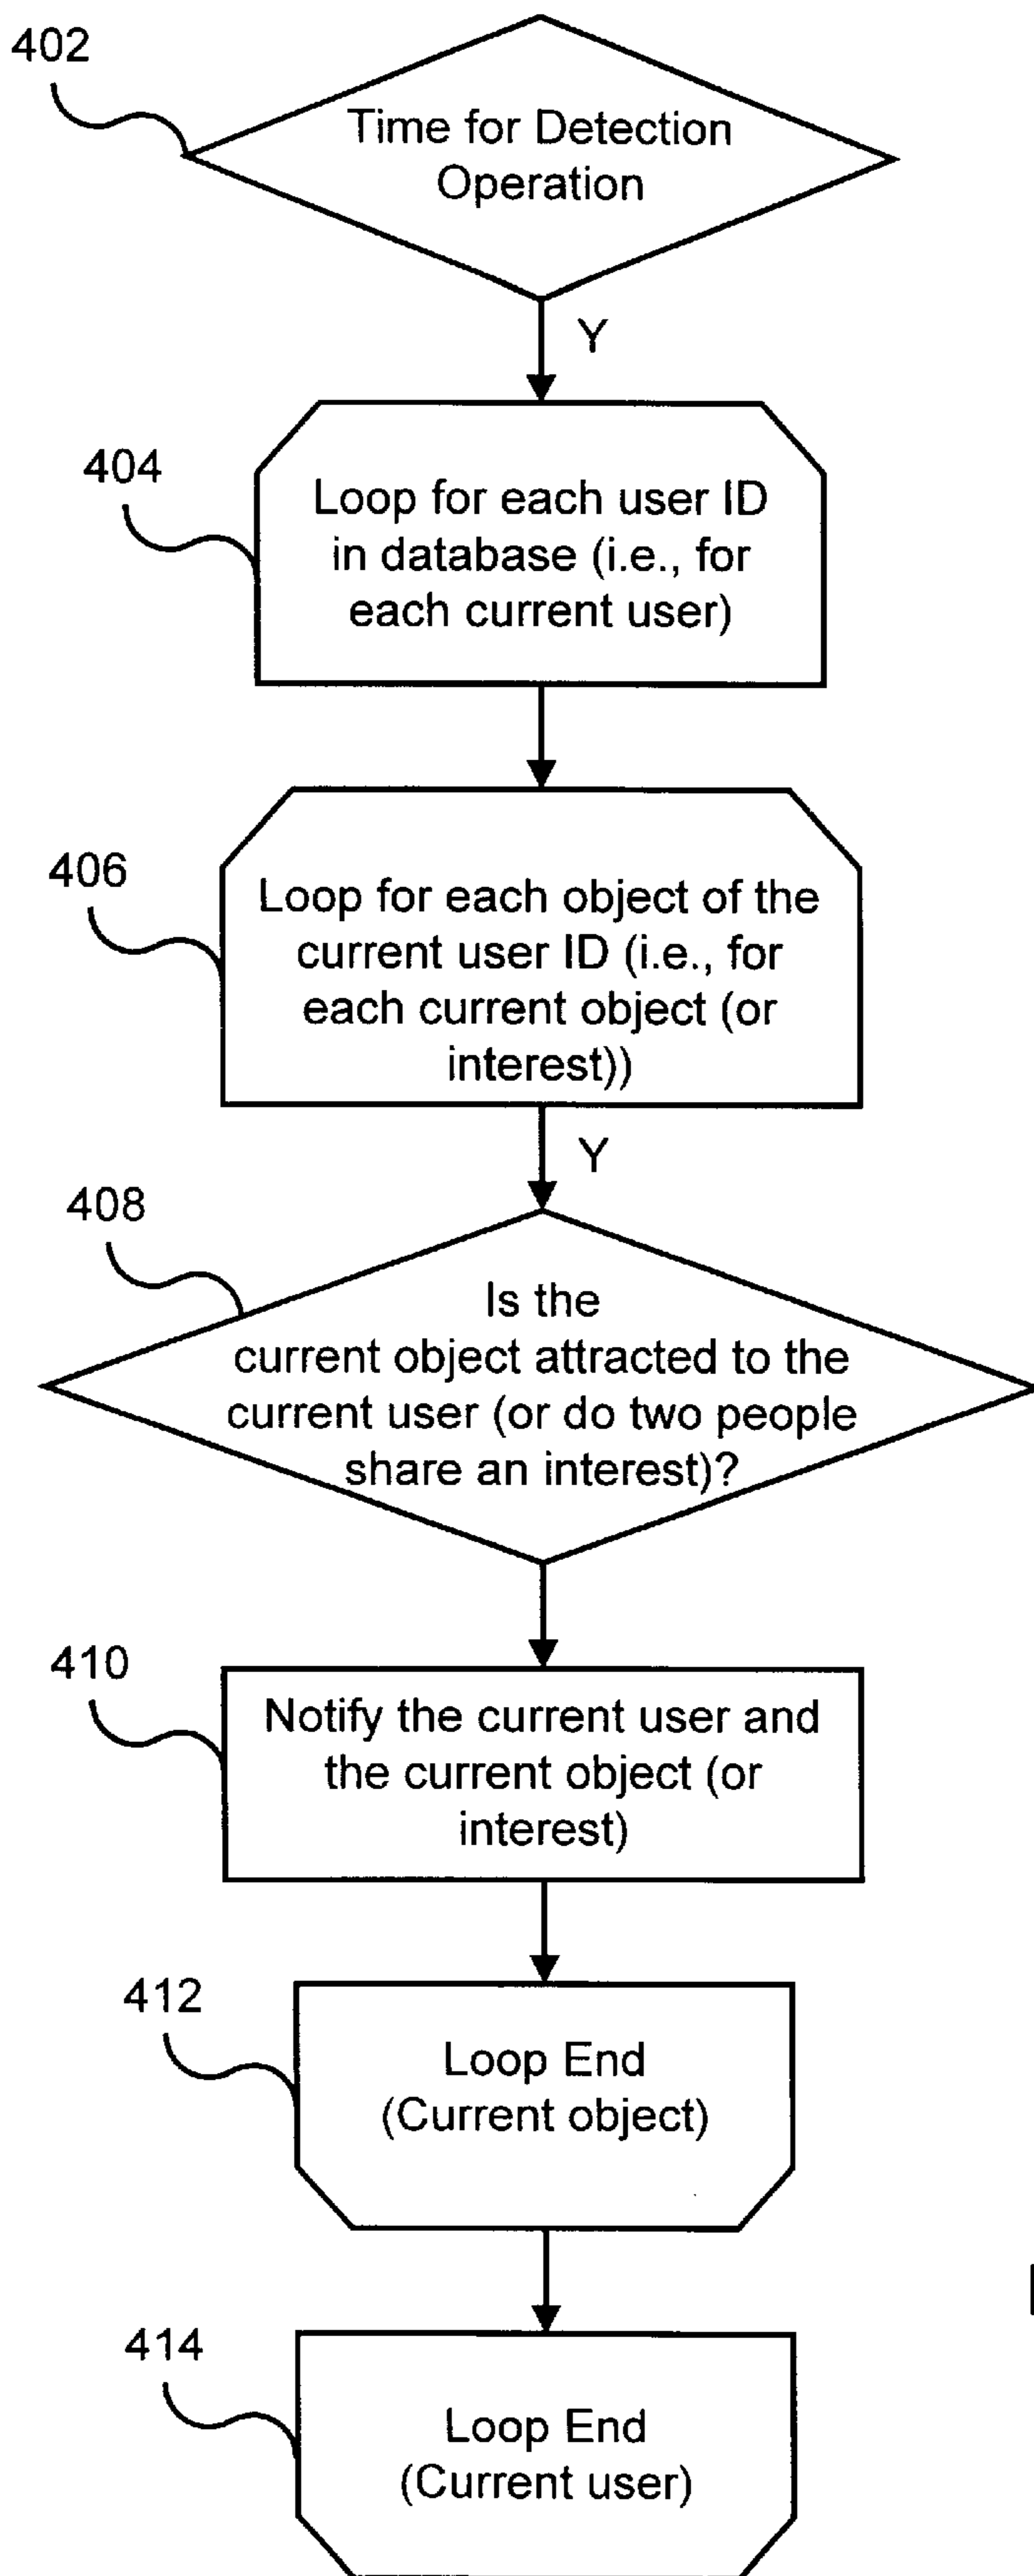 402
Time for Detection
Operation
Y
404
Loop for each user ID
in database (i.e., for
each current user)
406
Loop for each object of the
current user ID (i.e., for
each current object (or
interest))
Y
408
Is the
current object attracted to the
current user (or do two people
share an interest)?
410
Notify the current user and
the current object (or
interest)
412
Loop End
(Current object)
414
Loop End
(Current user)